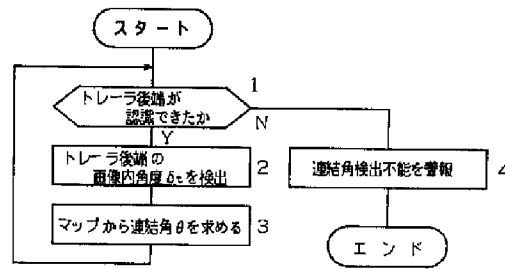 スタート
1
トレーラ後端が
認識できたか
N
Y
トレーラ後端の
画像内角度δtを検出
2
連結角検出不能を警報
4
マップから連結角θを求める
3
エンド